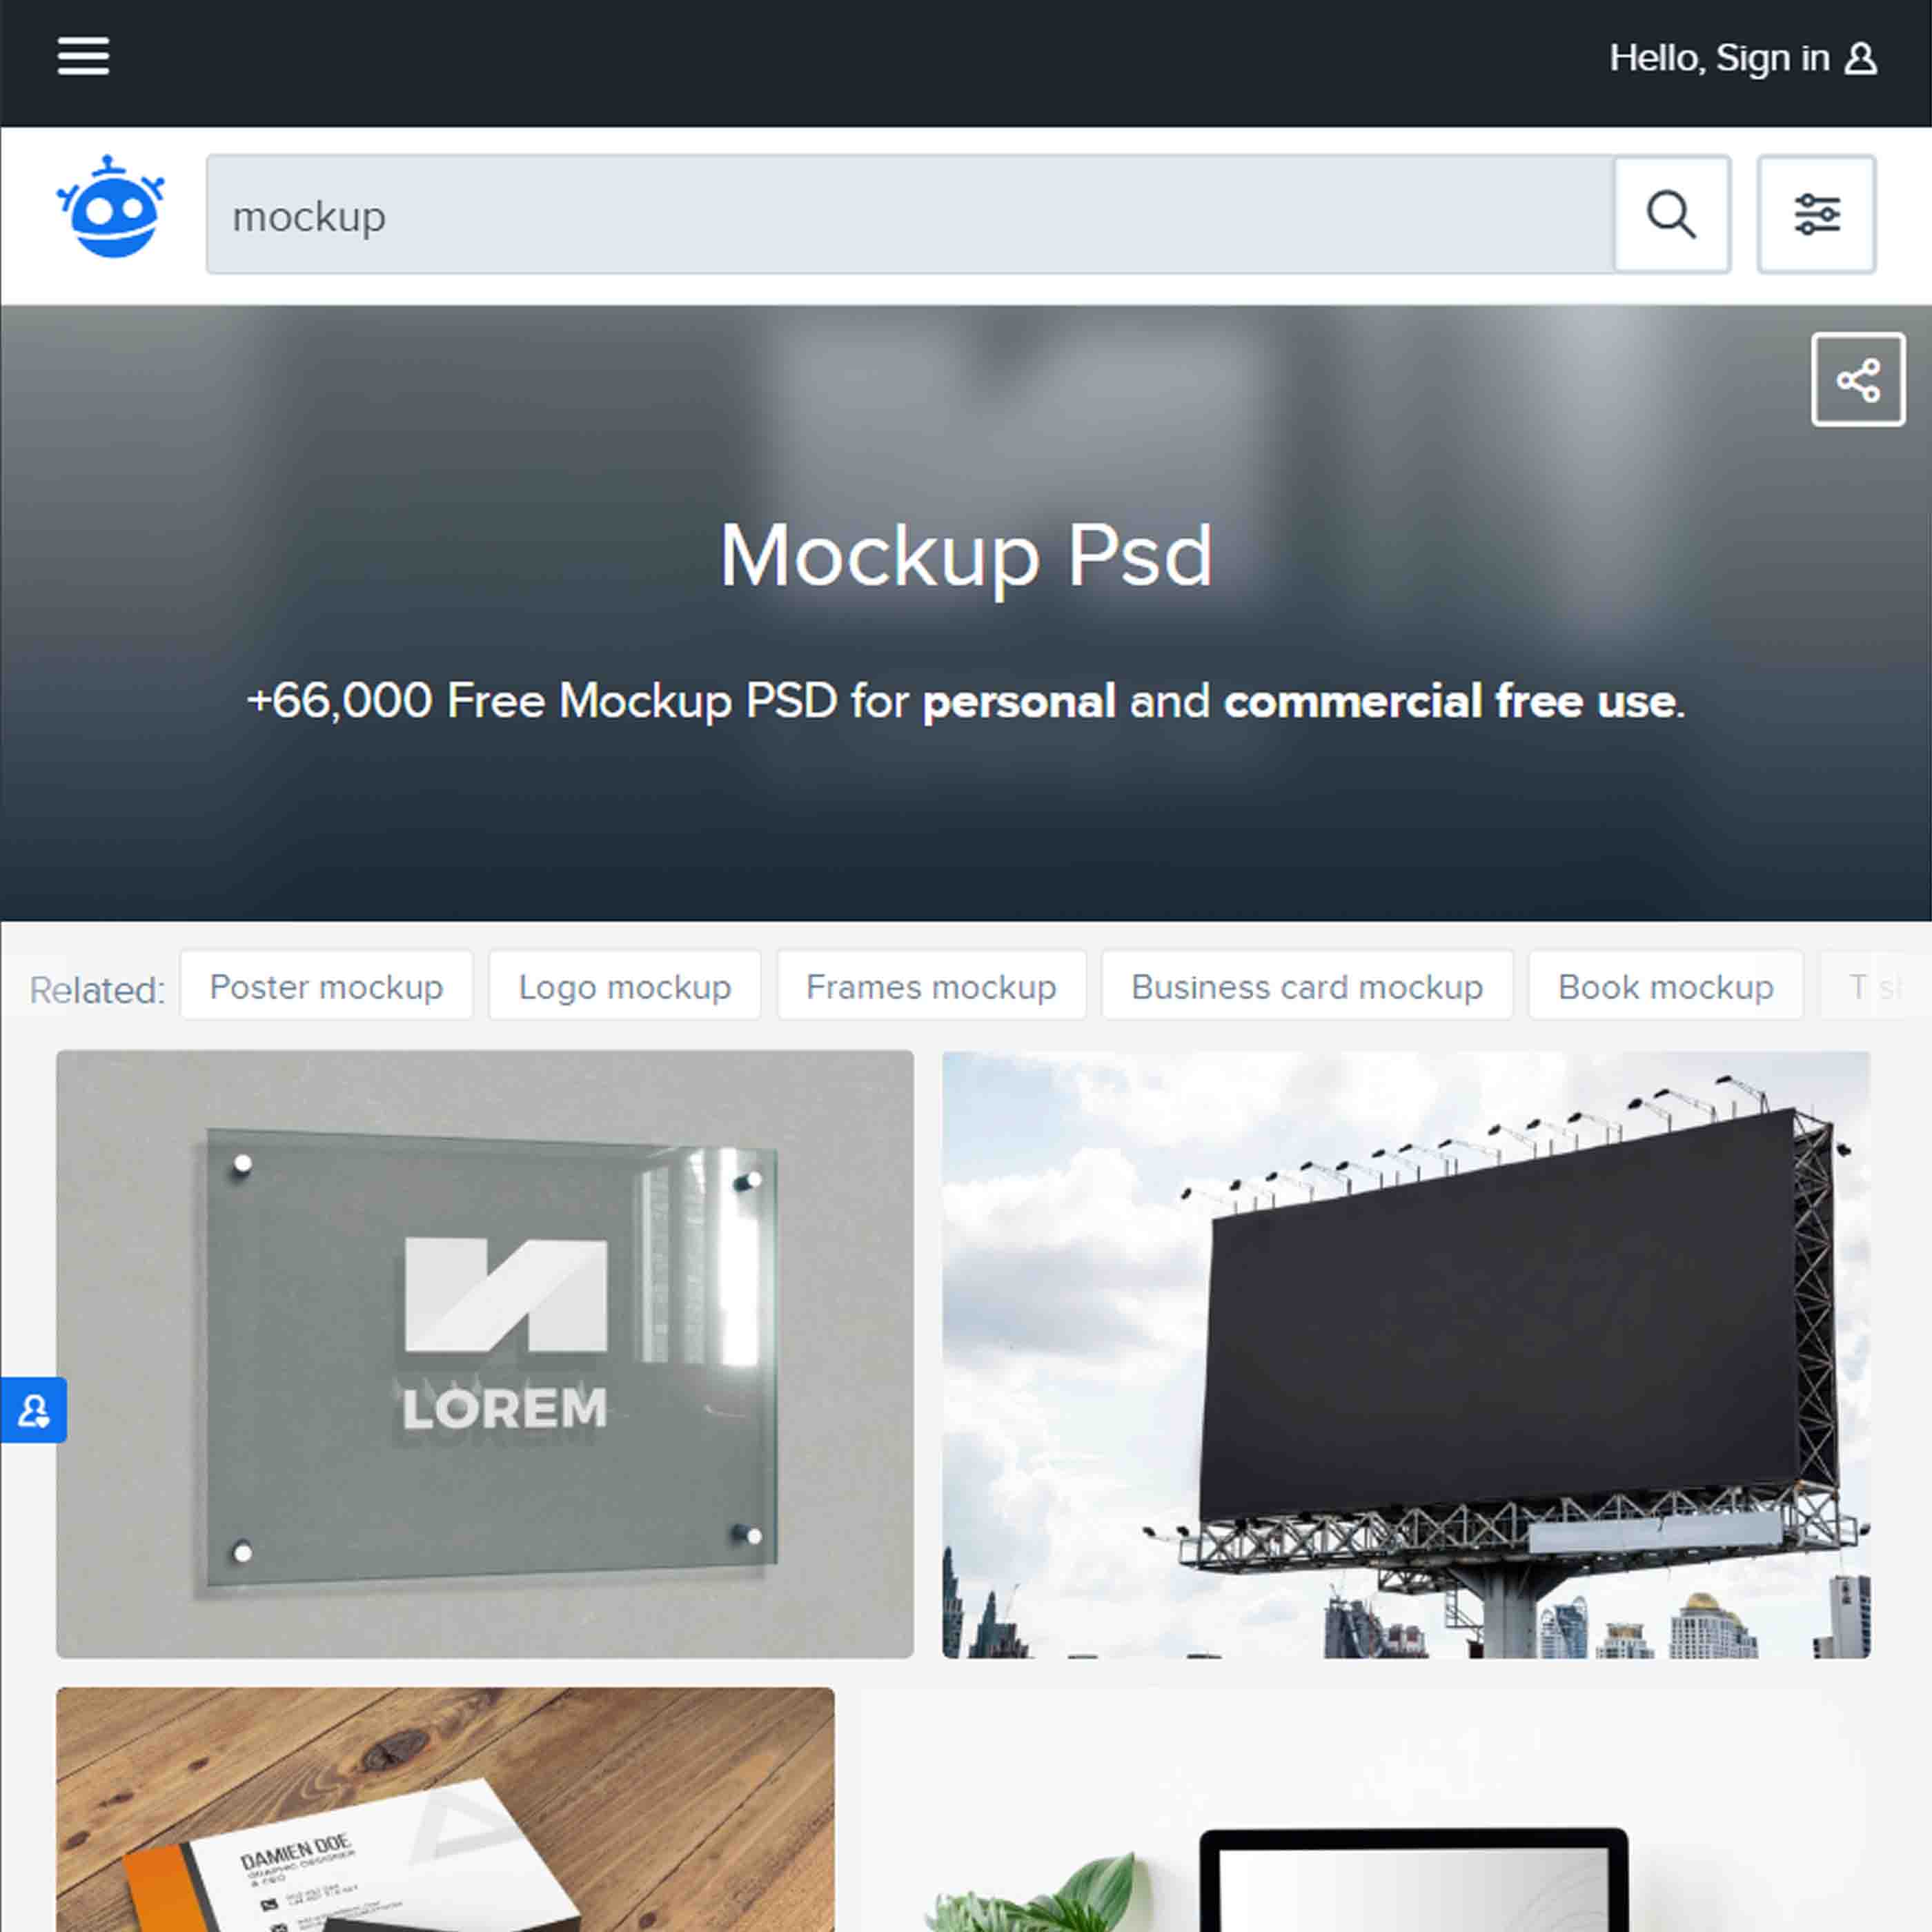 Hello, Sign in
mockup
Mockup Psd
+66,000 Free Mockup PSD for personal and commercial free use.
Related: Poster mockup Logo mockup Frames mockup Business card mockup Book mockup
LOREM
DAMIEN DOE
GRAPHIC DESIGNER
& CEO